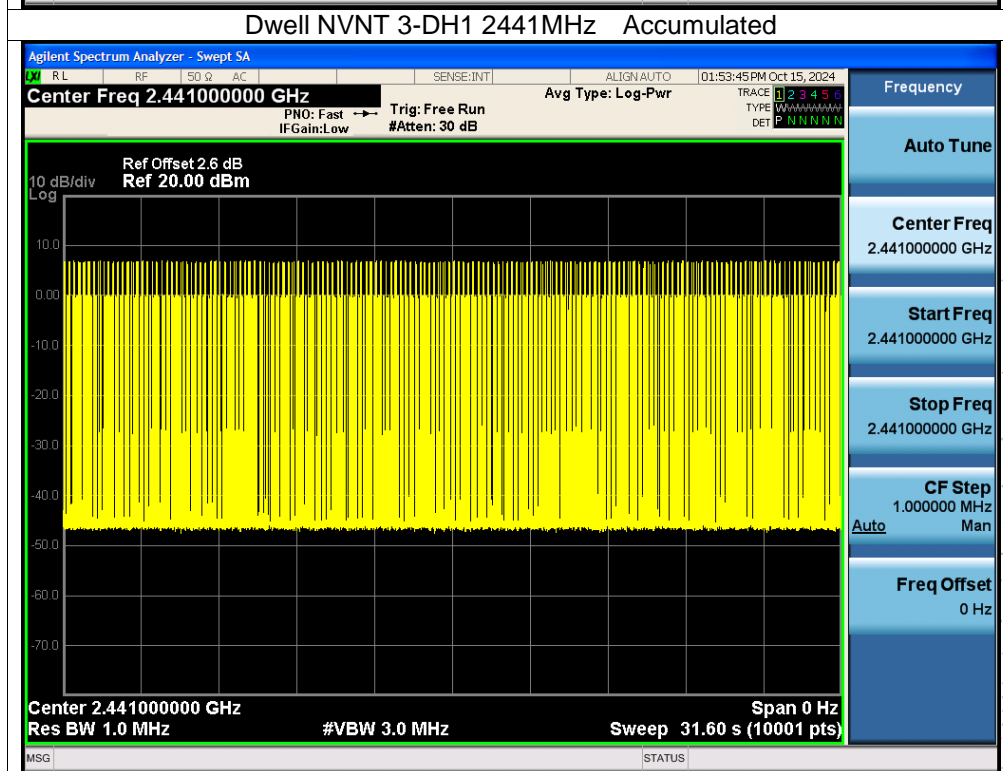 Dwell NVNT 3-DH1 2441MHz Accumulated
Agilent Spectrum Analyzer - Swept SA
LXI RL RF 50 Ω AC SENSE:INT ALIGN AUTO 01:53:45 PM Oct 15, 2024
Center Freq 2.441000000 GHz
PNO: Fast
IFGain:Low
Trig: Free Run
#Atten: 30 dB
Avg Type: Log-Pwr
TRACE 1 2 3 4 5 6
TYPE WWWWWW
DET P N N N N N
Frequency
Auto Tune
Center Freq
2.441000000 GHz
Start Freq
2.441000000 GHz
Stop Freq
2.441000000 GHz
CF Step
1.000000 MHz
Auto Man
Freq Offset
0 Hz
Ref Offset 2.6 dB
10 dB/div Ref 20.00 dBm
Log
10.0
0.00
-10.0
-20.0
-30.0
-40.0
-50.0
-60.0
-70.0
Center 2.441000000 GHz Span 0 Hz
Res BW 1.0 MHz #VBW 3.0 MHz Sweep 31.60 s (10001 pts)
MSG STATUS